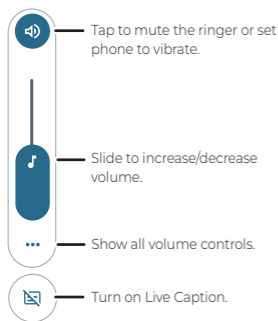 Tap to mute the ringer or set
phone to vibrate.
Slide to increase/decrease
volume.
Show all volume controls.
Turn on Live Caption.